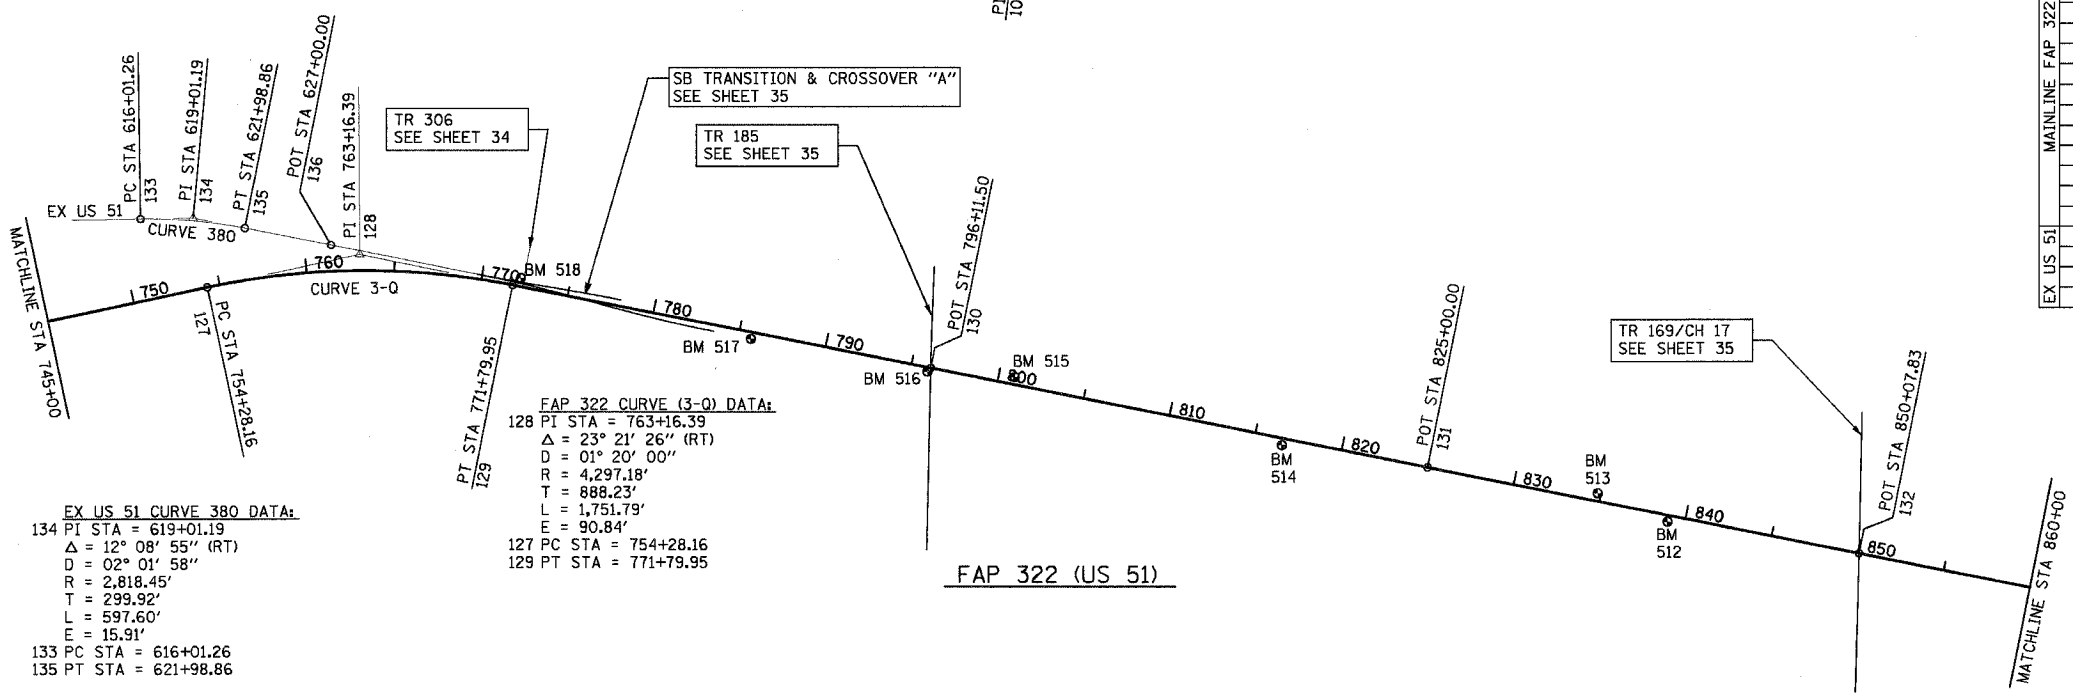 PI
10
MAINLINE FAP 322
EX US 51
PC STA 616+01.26
133
PI STA 619+01.19
134
PT STA 621+98.86
135
POT STA 627+00.00
136
PI STA 763+16.39
128
TR 306
SEE SHEET 34
SB TRANSITION & CROSSOVER "A"
SEE SHEET 35
TR 185
SEE SHEET 35
EX US 51
CURVE 380
MATCHLINE STA 745+00
750
760
770
BM 518
CURVE 3-Q
127
PC STA 754+28.16
PT STA 771+79.95
129
780
BM 517
790
BM 516
POT STA 796+11.50
130
BM 515
800
810
BM
514
820
POT STA 825+00.00
131
830
BM
513
TR 169/CH 17
SEE SHEET 35
840
BM
512
POT STA 850+07.83
132
850
MATCHLINE STA 860+00
FAP 322 CURVE (3-Q) DATA:
128 PI STA = 763+16.39
Δ = 23° 21' 26" (RT)
D = 01° 20' 00"
R = 4,297.18'
T = 888.23'
L = 1,751.79'
E = 90.84'
127 PC STA = 754+28.16
129 PT STA = 771+79.95
EX US 51 CURVE 380 DATA:
134 PI STA = 619+01.19
Δ = 12° 08' 55" (RT)
D = 02° 01' 58"
R = 2,818.45'
T = 299.92'
L = 597.60'
E = 15.91'
133 PC STA = 616+01.26
135 PT STA = 621+98.86
FAP 322 (US 51)